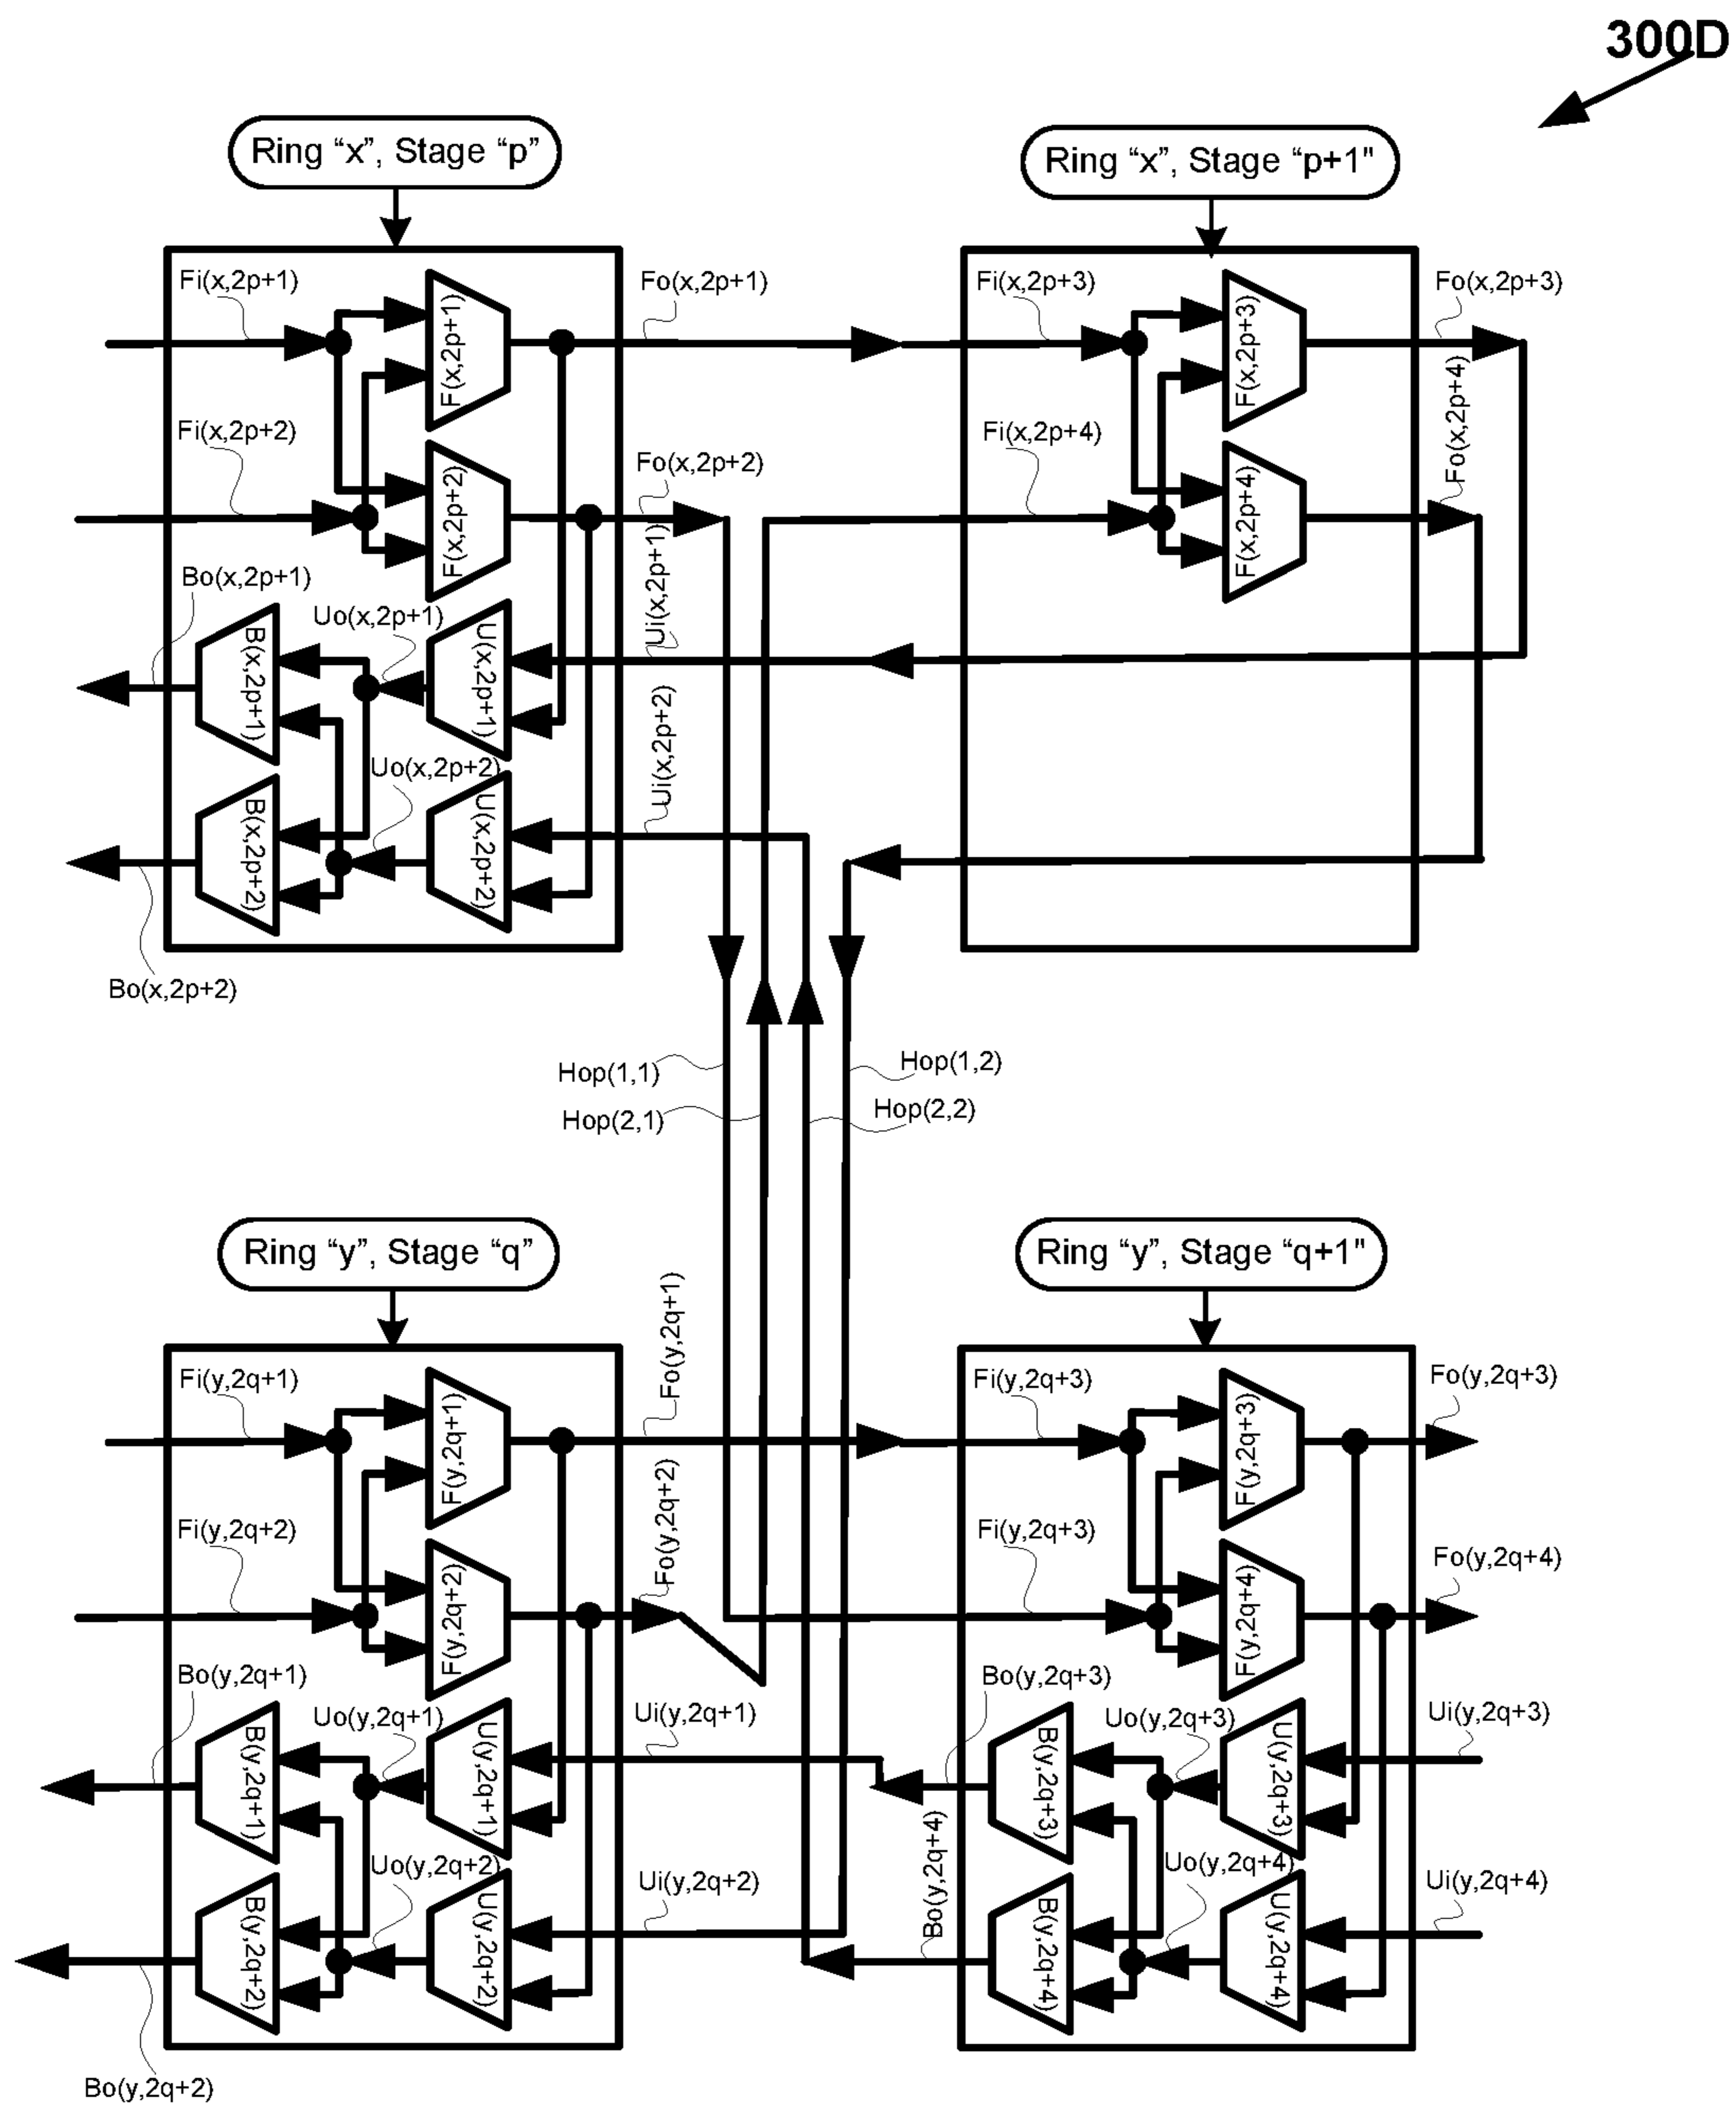 300D
Ring “x”, Stage “p”
Ring “x”, Stage “p+1"
Fi(x,2p+1)
F(x,2p+1)
Fo(x,2p+1)
Fi(x,2p+3)
F(x,2p+3)
Fo(x,2p+3)
Fi(x,2p+2)
F(x,2p+2)
Fo(x,2p+2)
Fi(x,2p+4)
F(x,2p+4)
Fo(x,2p+4)
Bo(x,2p+1)
B(x,2p+1)
Uo(x,2p+1)
U(x,2p+1)
Ui(x,2p+1)
B(x,2p+2)
Uo(x,2p+2)
U(x,2p+2)
Ui(x,2p+2)
Bo(x,2p+2)
Hop(1,1)
Hop(1,2)
Hop(2,1)
Hop(2,2)
Ring “y”, Stage “q”
Ring “y”, Stage “q+1"
Fi(y,2q+1)
F(y,2q+1)
Fo(y,2q+1)
Fi(y,2q+3)
F(y,2q+3)
Fo(y,2q+3)
Fi(y,2q+2)
F(y,2q+2)
Fo(y,2q+2)
Fi(y,2q+3)
F(y,2q+4)
Fo(y,2q+4)
Bo(y,2q+1)
B(y,2q+1)
Uo(y,2q+1)
U(y,2q+1)
Ui(y,2q+1)
Bo(y,2q+3)
B(y,2q+3)
Uo(y,2q+3)
U(y,2q+3)
Ui(y,2q+3)
B(y,2q+2)
Uo(y,2q+2)
U(y,2q+2)
Ui(y,2q+2)
Bo(y,2q+4)
B(y,2q+4)
Uo(y,2q+4)
U(y,2q+4)
Ui(y,2q+4)
Bo(y,2q+2)